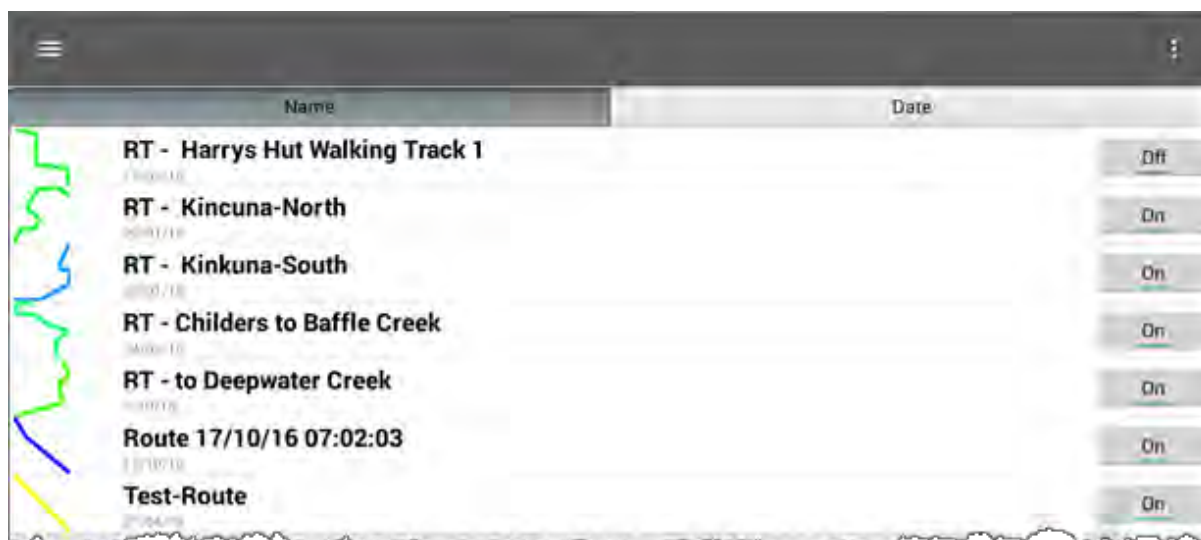 Name Date
RT - Harrys Hut Walking Track 1 Off
RT - Kincuna-North On
RT - Kinkuna-South On
RT - Childers to Baffle Creek On
RT - to Deepwater Creek On
Route 17/10/16 07:02:03 On
Test-Route On